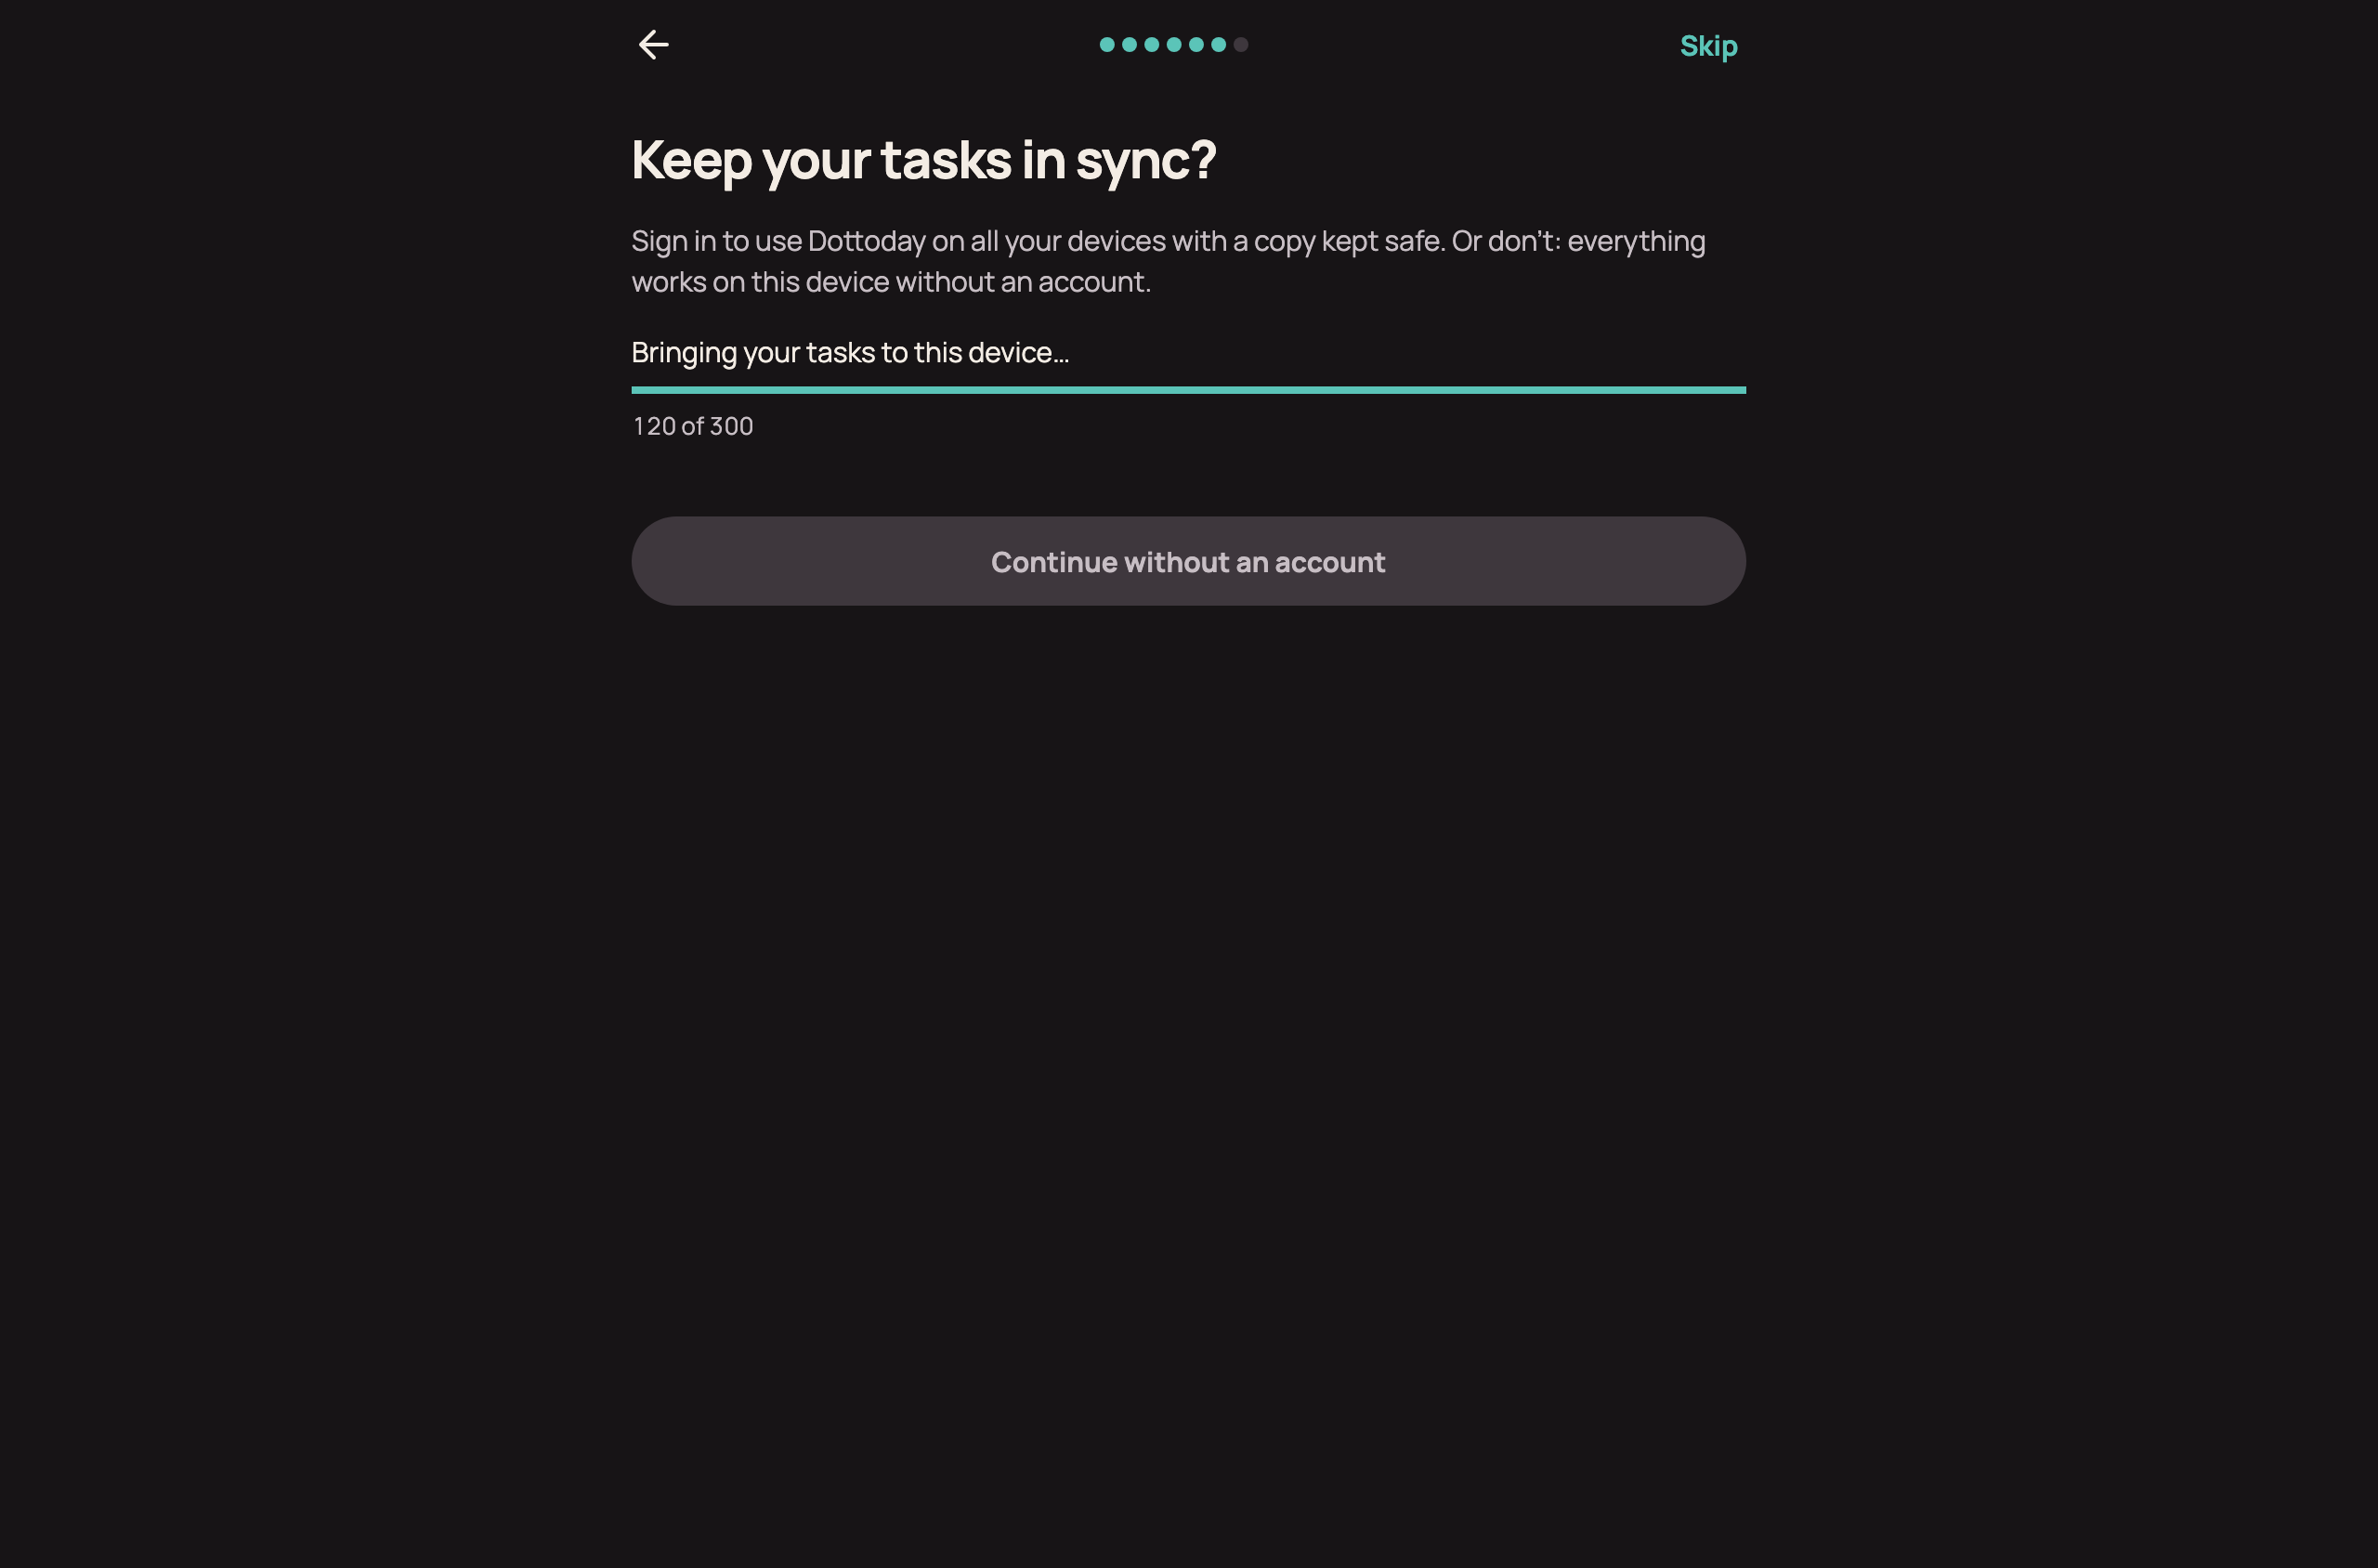 Skip
Keep your tasks in sync?
Sign in to use Dottoday on all your devices with a copy kept safe. Or don't: everything
works on this device without an account.
Bringing your tasks to this device…
120 of 300
Continue without an account